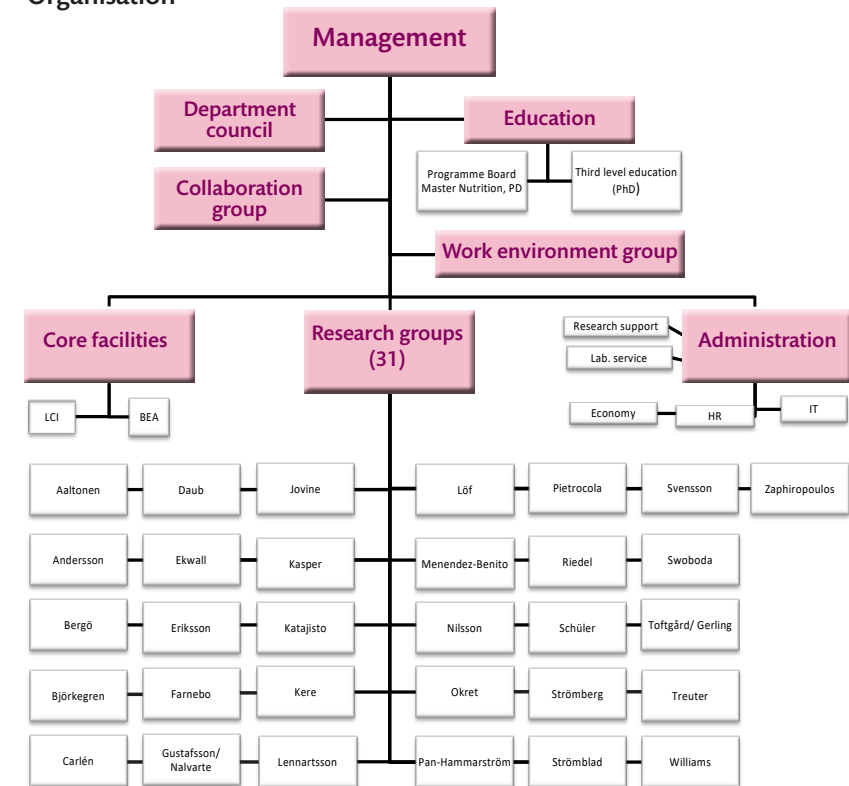 Organisation
Management
Department
council
Education
Programme Board
Master Nutrition, PD
Third level education
(PhD)
Collaboration
group
Work environment group
Core facilities
Research groups
(31)
Research support
Lab. service
Administration
LCI
BEA
Economy
HR
IT
Aaltonen
Daub
Jovine
Löf
Pietrocola
Svensson
Zaphiropoulos
Andersson
Ekwall
Kasper
Menendez-Benito
Riedel
Swoboda
Bergö
Eriksson
Katajisto
Nilsson
Schüler
Toftgård/ Gerling
Björkegren
Farnebo
Kere
Okret
Strömberg
Treuter
Carlén
Gustafsson/
Nalvarte
Lennartsson
Pan-Hammarström
Strömblad
Williams